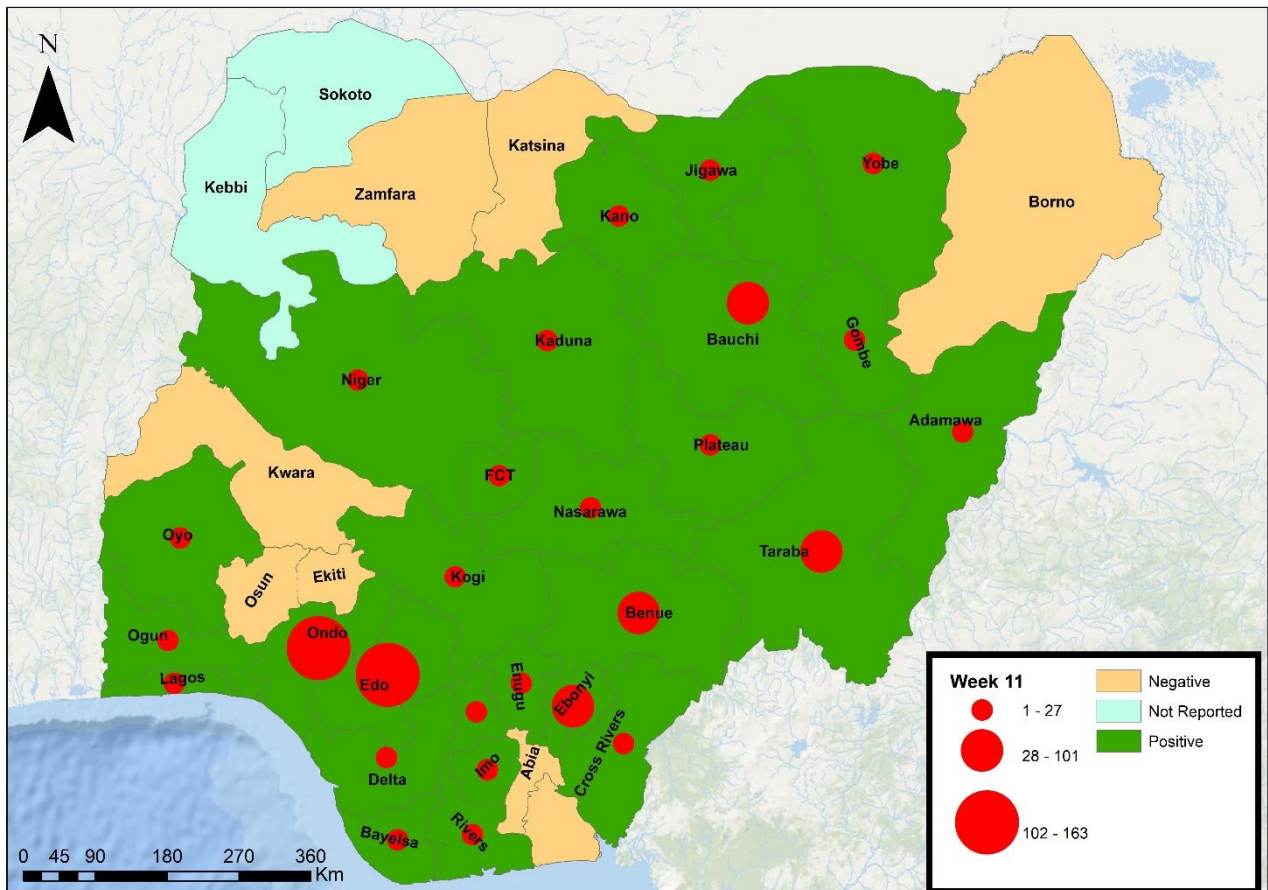 N
Sokoto
Katsina
Kebbi
Zamfara
Jigawa
Yobe
Borno
Kano
Bauchi
Kaduna
Gombe
Niger
Adamawa
Plateau
Kwara
FCT
Nasarawa
Oyo
Taraba
Kogi
Osun
Ekiti
Benue
Ogun
Ondo
Lagos
Edo
Enugu
Ebonyi
Cross Rivers
Imo
Abia
Delta
Bayelsa
Rivers
0 45 90 180 270 360
Km
Week 11
1 - 27
28 - 101
102 - 163
Negative
Not Reported
Positive